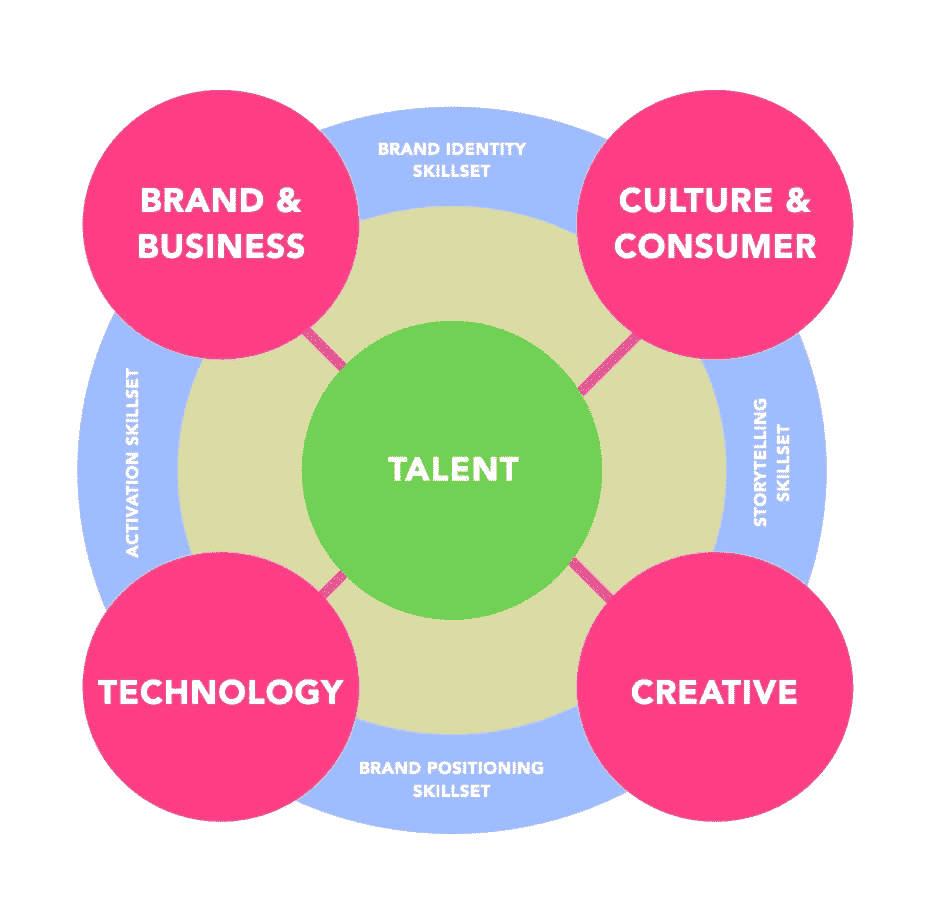 BRAND IDENTITY
SKILLSET
BRAND &
BUSINESS
CULTURE &
CONSUMER
ACTIVATION SKILLSET
TALENT
STORYTELLING
SKILLSET
TECHNOLOGY
CREATIVE
BRAND POSITIONING
SKILLSET